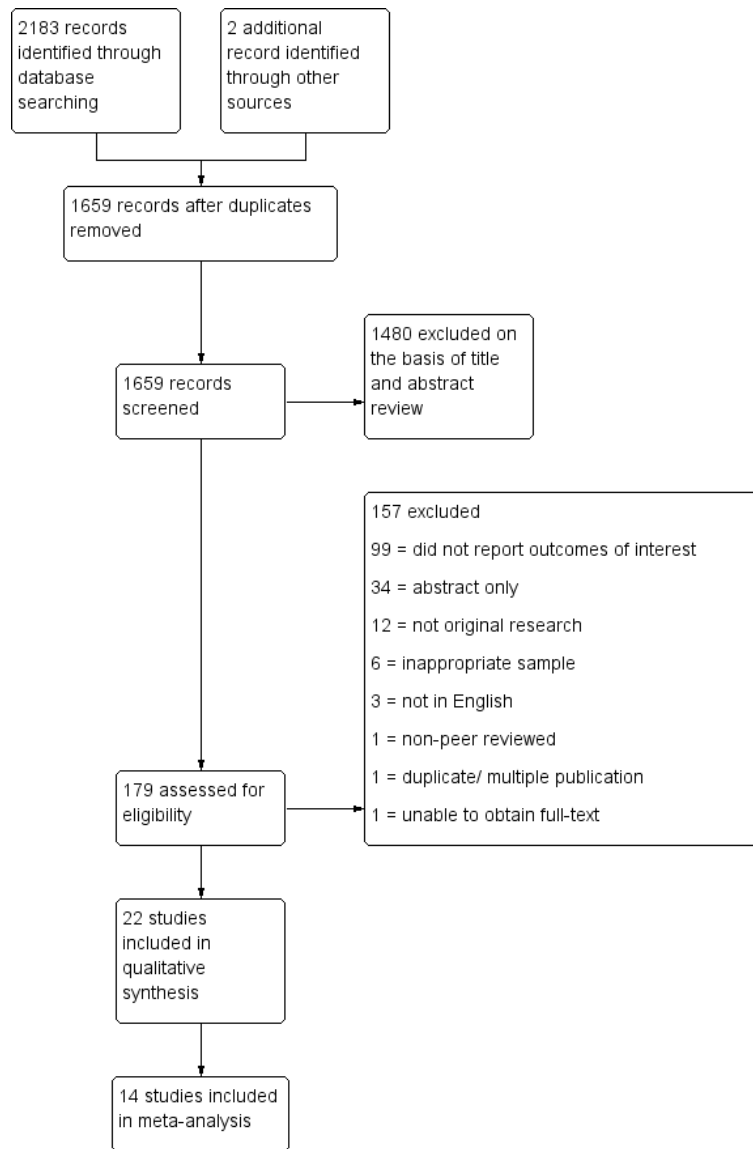 2183 records
identified through
database
searching
2 additional
record identified
through other
sources
1659 records after duplicates
removed
1659 records
screened
1480 excluded on
the basis of title
and abstract
review
157 excluded
99 = did not report outcomes of interest
34 = abstract only
12 = not original research
6 = inappropriate sample
3 = not in English
1 = non-peer reviewed
1 = duplicate/ multiple publication
1 = unable to obtain full-text
179 assessed for
eligibility
22 studies
included in
qualitative
synthesis
14 studies included
in meta-analysis